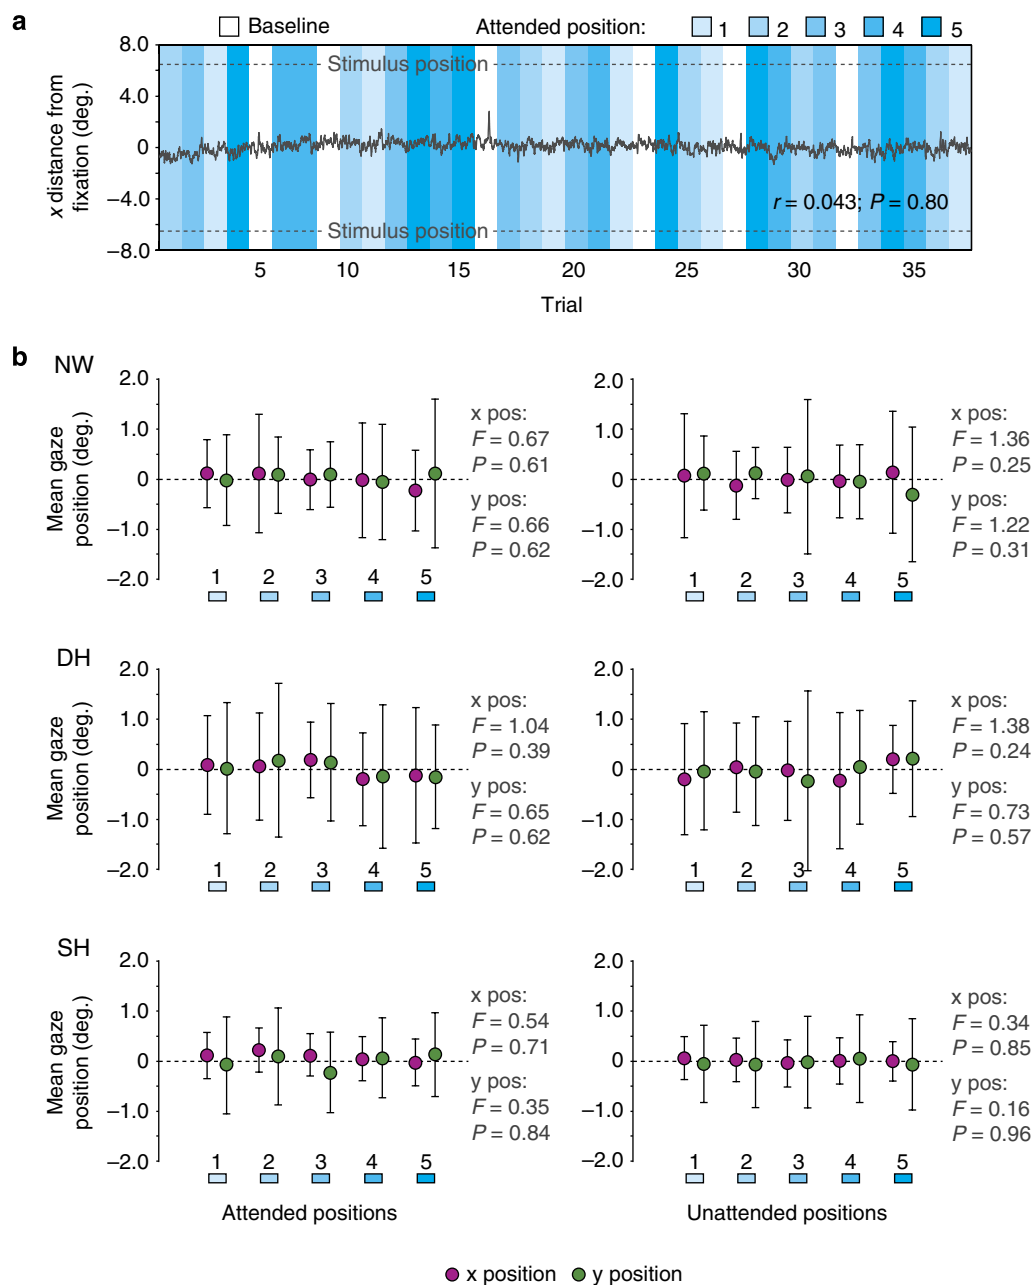 a
Baseline Attended position: 1 2 3 4 5
x distance from
fixation (deg.)
8.0
4.0
0
−4.0
−8.0
Stimulus position
r = 0.043; P = 0.80
Stimulus position
5 10 15 20 25 30 35
Trial
b
NW
Mean gaze
position (deg.)
2.0
1.0
0
−1.0
−2.0
1 2 3 4 5
x pos:
F = 0.67
P = 0.61
y pos:
F = 0.66
P = 0.62
2.0
1.0
0
−1.0
−2.0
1 2 3 4 5
x pos:
F = 1.36
P = 0.25
y pos:
F = 1.22
P = 0.31
DH
Mean gaze
position (deg.)
2.0
1.0
0
−1.0
−2.0
1 2 3 4 5
x pos:
F = 1.04
P = 0.39
y pos:
F = 0.65
P = 0.62
2.0
1.0
0
−1.0
−2.0
1 2 3 4 5
x pos:
F = 1.38
P = 0.24
y pos:
F = 0.73
P = 0.57
SH
Mean gaze
position (deg.)
2.0
1.0
0
−1.0
−2.0
1 2 3 4 5
x pos:
F = 0.54
P = 0.71
y pos:
F = 0.35
P = 0.84
Attended positions
2.0
1.0
0
−1.0
−2.0
1 2 3 4 5
x pos:
F = 0.34
P = 0.85
y pos:
F = 0.16
P = 0.96
Unattended positions
x position y position